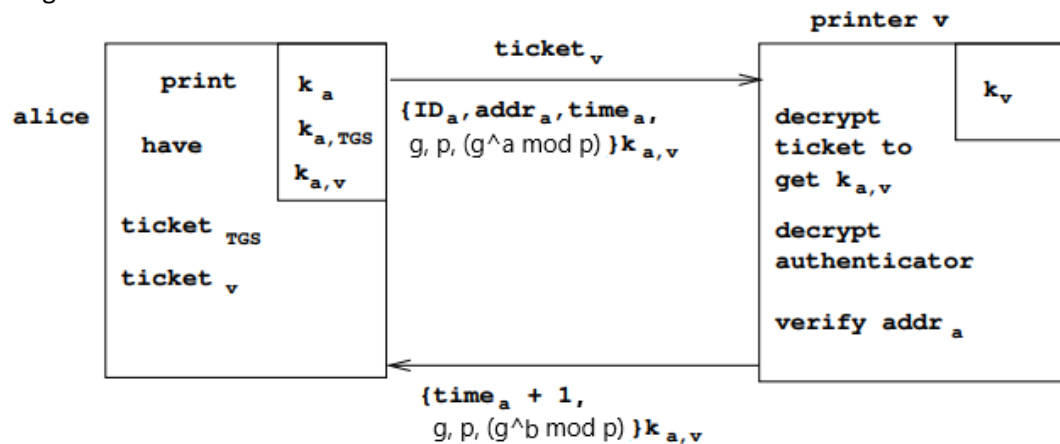 printer v
ticket v
print
k a
k v
alice
{ID a, addr a, time a,
k a,TGS
decrypt
have
g, p, (g^a mod p) }k a,v
ticket to
k a,v
get k a,v
ticket TGS
decrypt
authenticator
ticket v
verify addr a
{time a + 1,
g, p, (g^b mod p) }k a,v